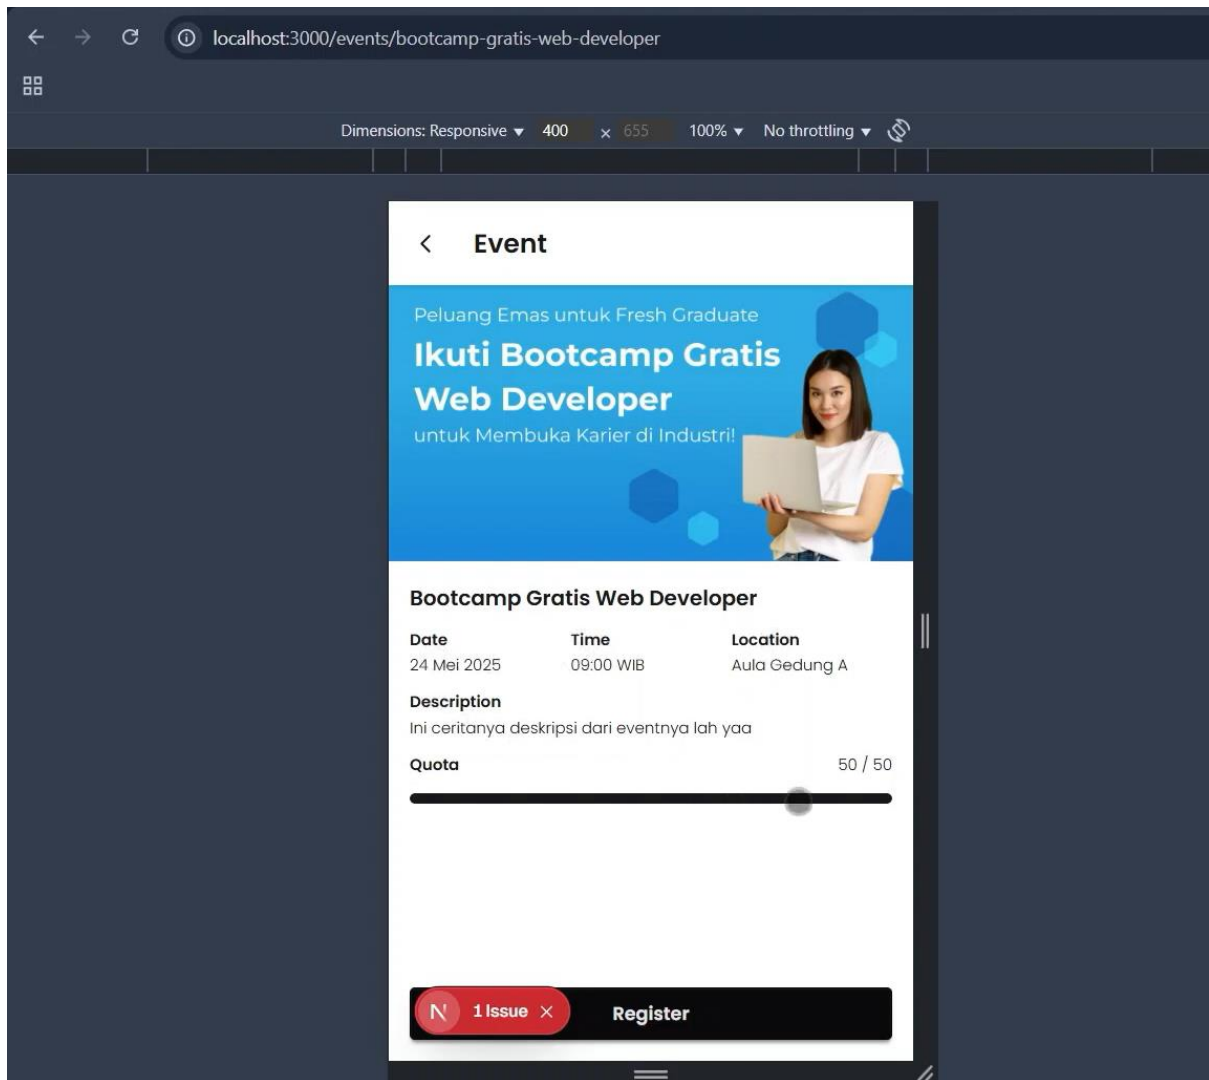 localhost:3000/events/bootcamp-gratis-web-developer
Dimensions: Responsive ▼ 400 × 655 100% ▼ No throttling ▼
Event
Peluang Emas untuk Fresh Graduate
Ikuti Bootcamp Gratis
Web Developer
untuk Membuka Karier di Industri!
Bootcamp Gratis Web Developer
Date Time Location
24 Mei 2025 09:00 WIB Aula Gedung A
Description
Ini ceritanya deskripsi dari eventnya lah yaa
Quota 50 / 50
N 1 Issue × Register